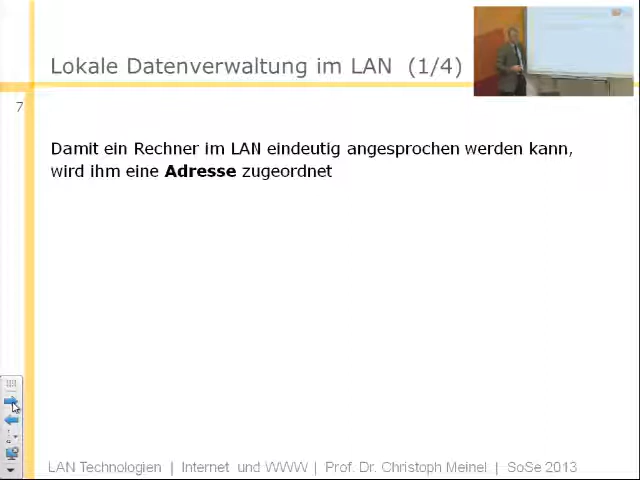 Lokale Datenverwaltung im LAN (1/4)
7
Damit ein Rechner im LAN eindeutig angesprochen werden kann,
wird ihm eine Adresse zugeordnet
LAN Technologien | Internet und WWW | Prof. Dr. Christoph Meinel | SoSe 2013